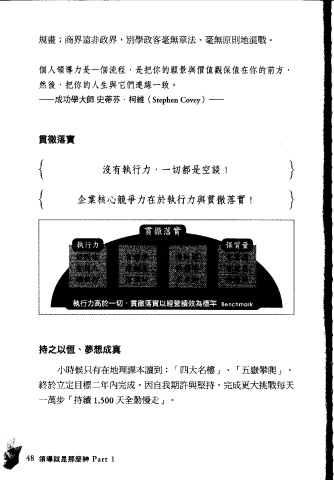 規畫；商界遠非政界，別學政客毫無章法、毫無原則地混戰。
個人領導力是一個流程，是把你的願景與價值觀保值在你的前方，
然後，把你的人生與它們連線一致。
——成功學大師 史蒂芬．柯維（Stephen Covey）——
貫徹落實
沒有執行力，一切都是空談！
企業核心競爭力在於執行力與貫徹落實！
貫徹落實
執行力
保質量
執行力高於一切，貫徹落實以經營績效為標竿 Benchmark
持之以恆、夢想成真
小時候只有在地理課本讀到：「四大名樓」、「五嶽攀爬」，
終於立定目標二年內完成。因自我期許與堅持，完成更大挑戰每天
一萬步「持續 1,500 天全勤慢走」。
48 領導就是那麼神 Part 1